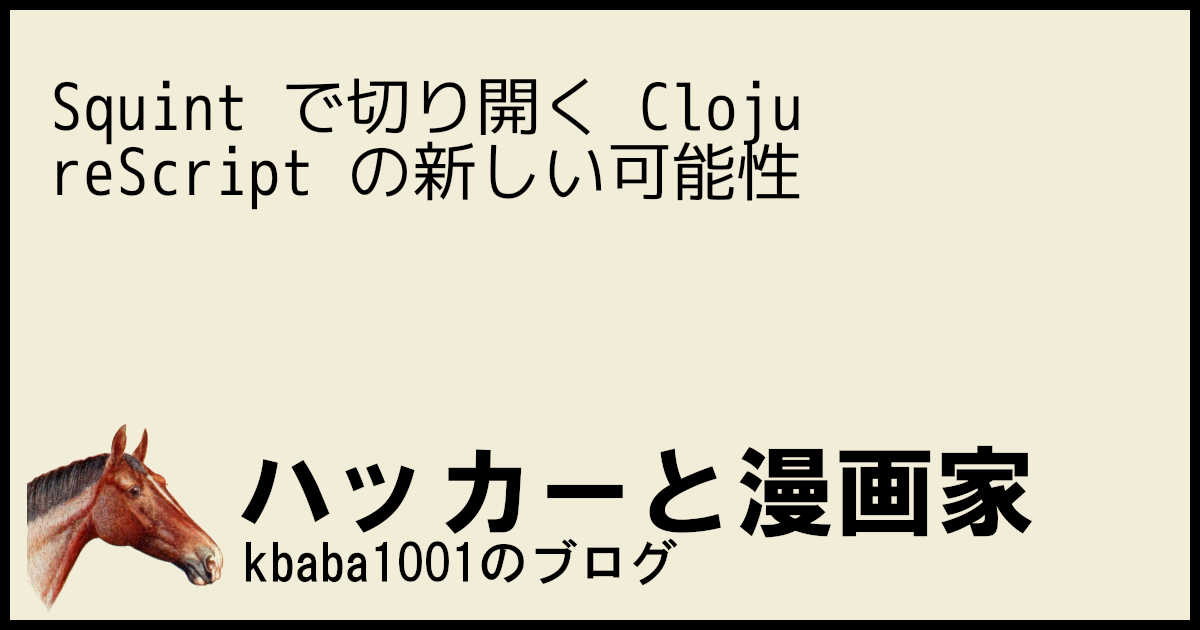 Squint で切り開く Cloju
reScript の新しい可能性
ハッカーと漫画家
kbaba1001のブログ